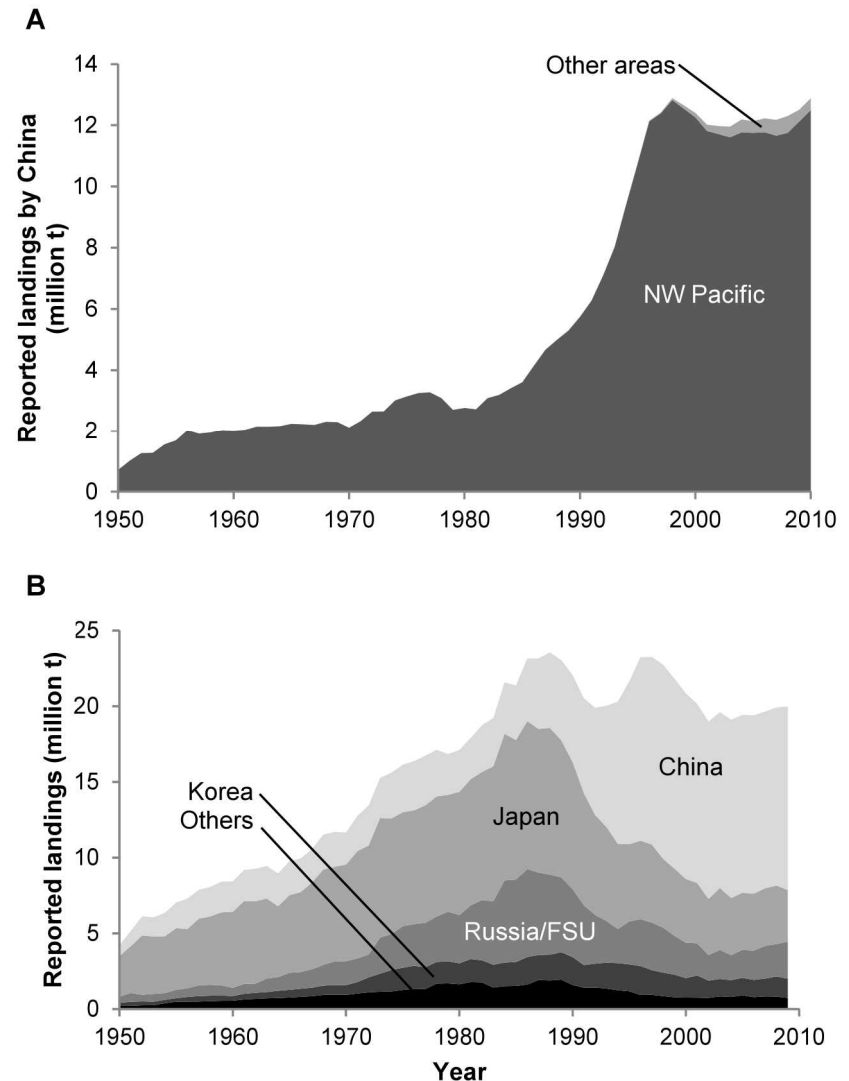 A
Reported landings by China
(million t)
14
12
10
8
6
4
2
0
Other areas
NW Pacific
1950 1960 1970 1980 1990 2000 2010
B
Reported landings (million t)
25
20
15
10
5
0
China
Korea
Others
Japan
Russia/FSU
1950 1960 1970 1980 1990 2000 2010
Year